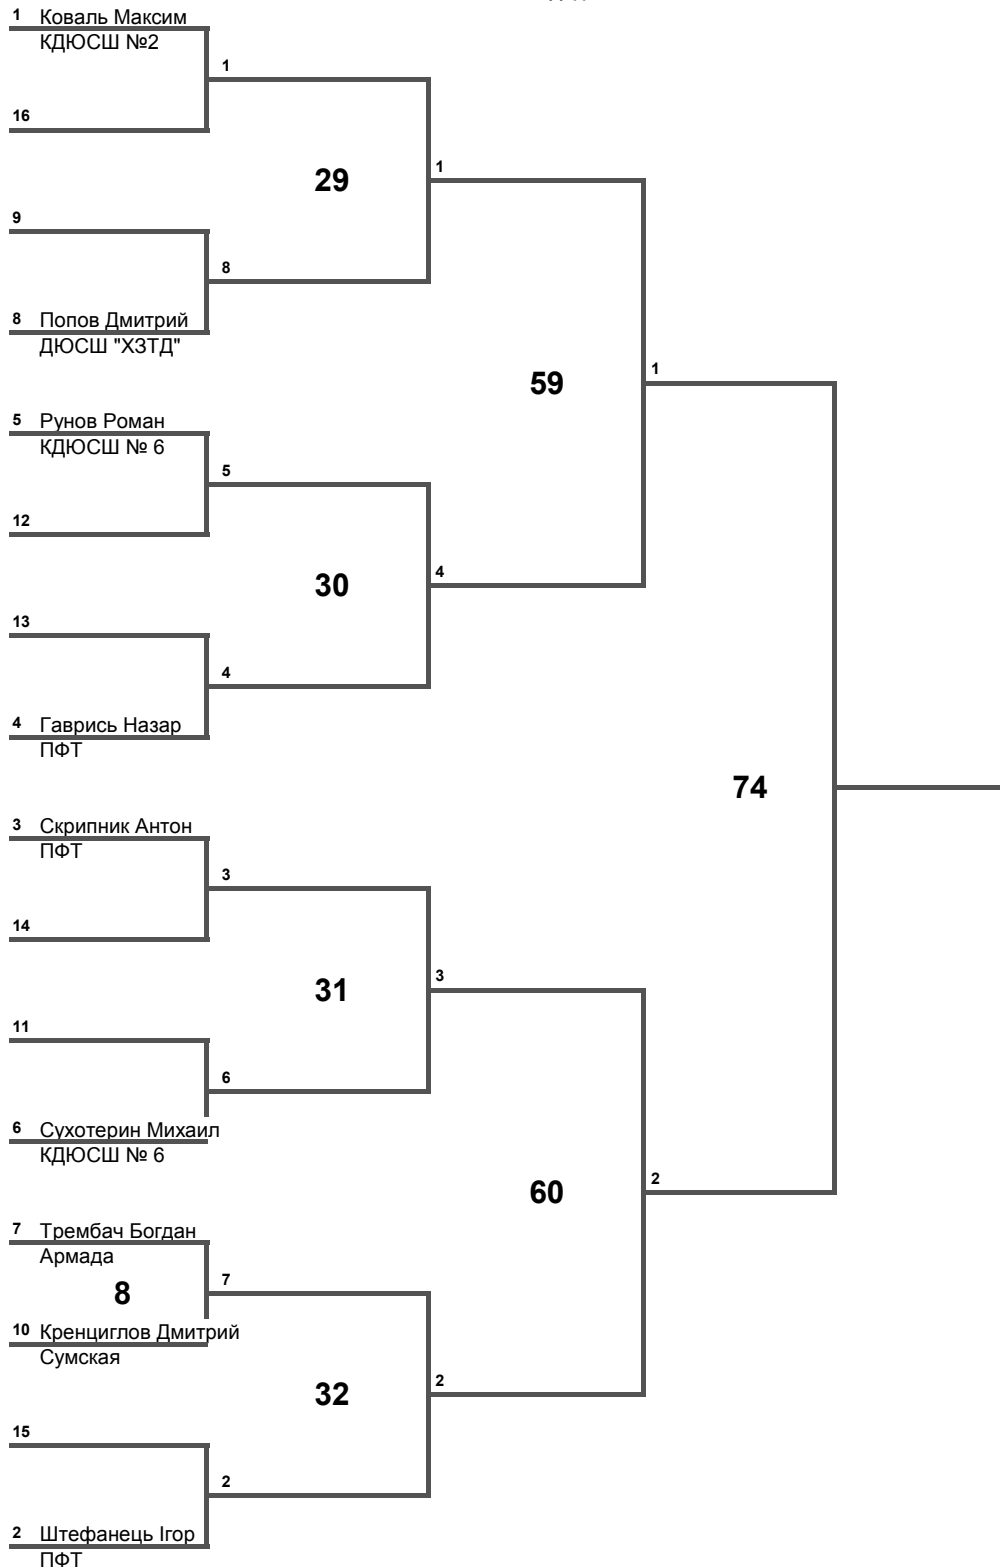 1 Коваль Максим
КДЮСШ №2
1
16
29
1
9
8
8 Попов Дмитрий
ДЮСШ "ХЗТД"
59
1
5 Рунов Роман
КДЮСШ № 6
5
12
30
4
13
4
4 Гаврись Назар
ПФТ
74
3 Скрипник Антон
ПФТ
3
14
31
3
11
6
6 Сухотерин Михаил
КДЮСШ № 6
60
2
7 Трембач Богдан
Армада
8
7
10 Кренциглов Дмитрий
Сумская
32
2
15
2
2 Штефанець Ігор
ПФТ